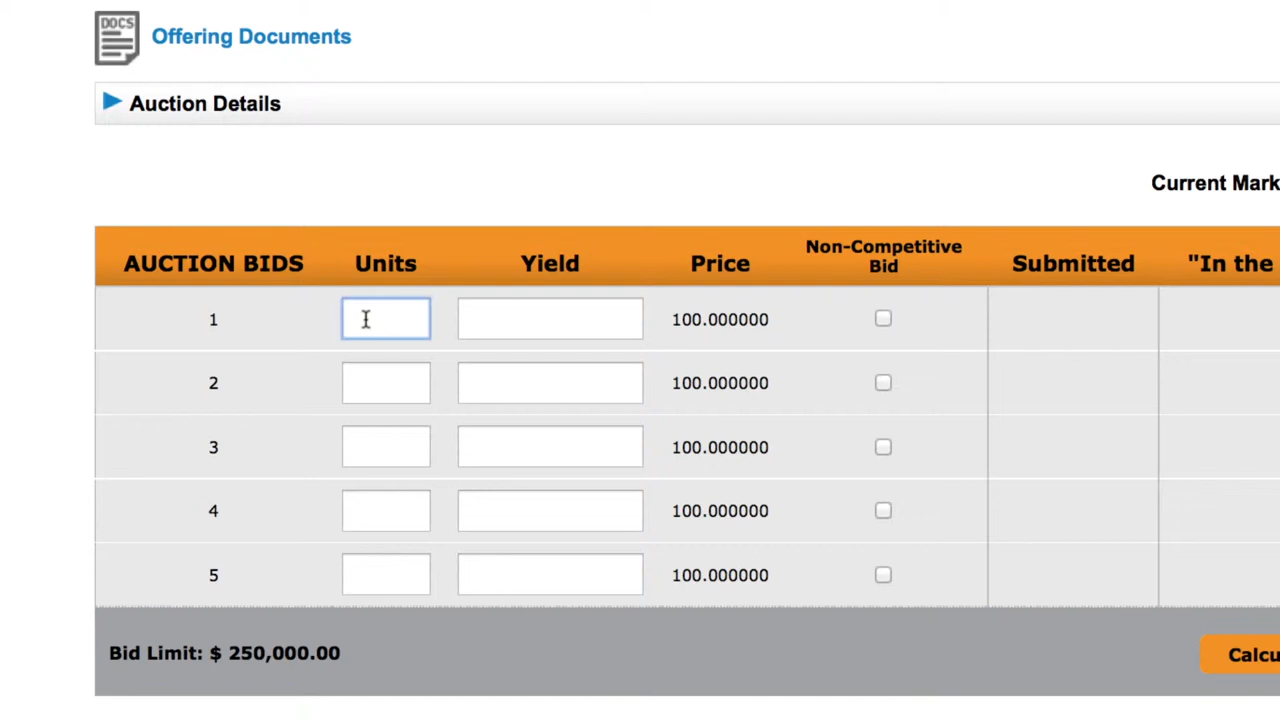 DOCS
Offering Documents
Auction Details
Current Mark
AUCTION BIDS Units Yield Price Non-Competitive Bid Submitted "In the
1 100.000000
2 100.000000
3 100.000000
4 100.000000
5 100.000000
Bid Limit: $ 250,000.00
Calcu